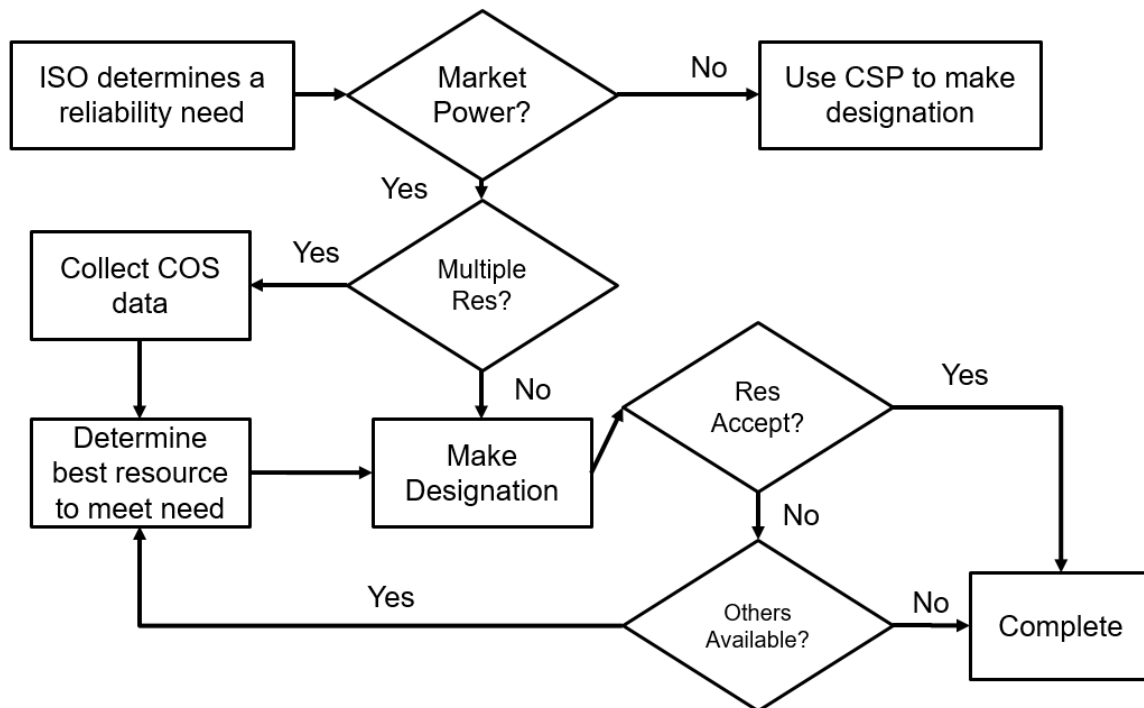 ISO determines a
reliability need
Market
Power?
No
Use CSP to make
designation
Yes
Collect COS
data
Yes
Multiple
Res?
No
Determine
best resource
to meet need
Make
Designation
Res
Accept?
Yes
No
Yes
Others
Available?
No
Complete